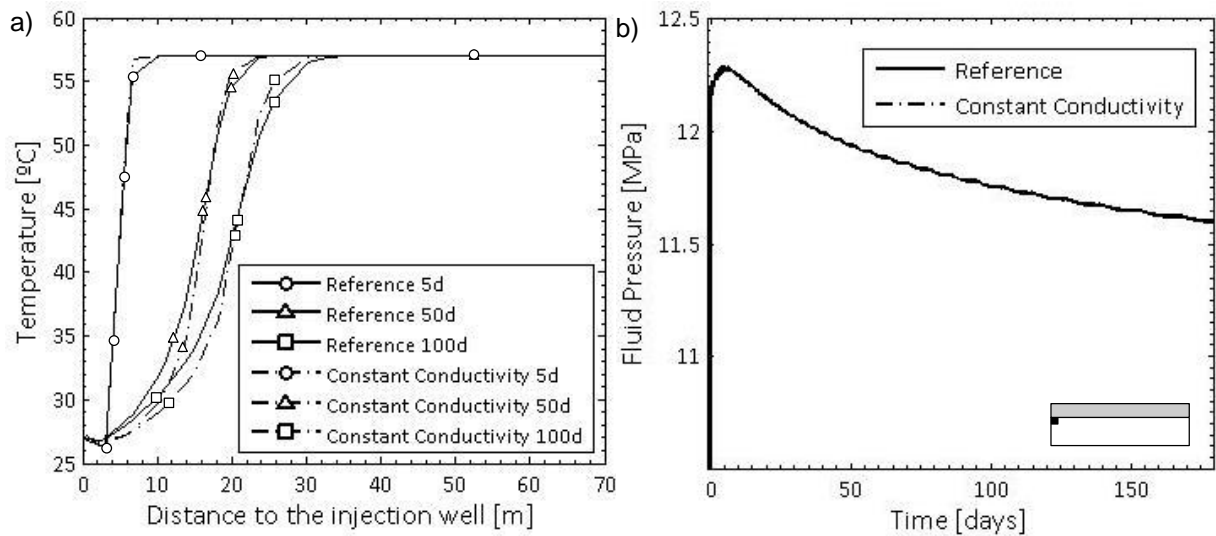 a)
60
55
50
45
40
35
30
25
Temperature [ºC]
0 10 20 30 40 50 60 70
Distance to the injection well [m]
Reference 5d
Reference 50d
Reference 100d
Constant Conductivity 5d
Constant Conductivity 50d
Constant Conductivity 100d
b)
12.5
12
11.5
11
Fluid Pressure [MPa]
0 50 100 150
Time [days]
Reference
Constant Conductivity